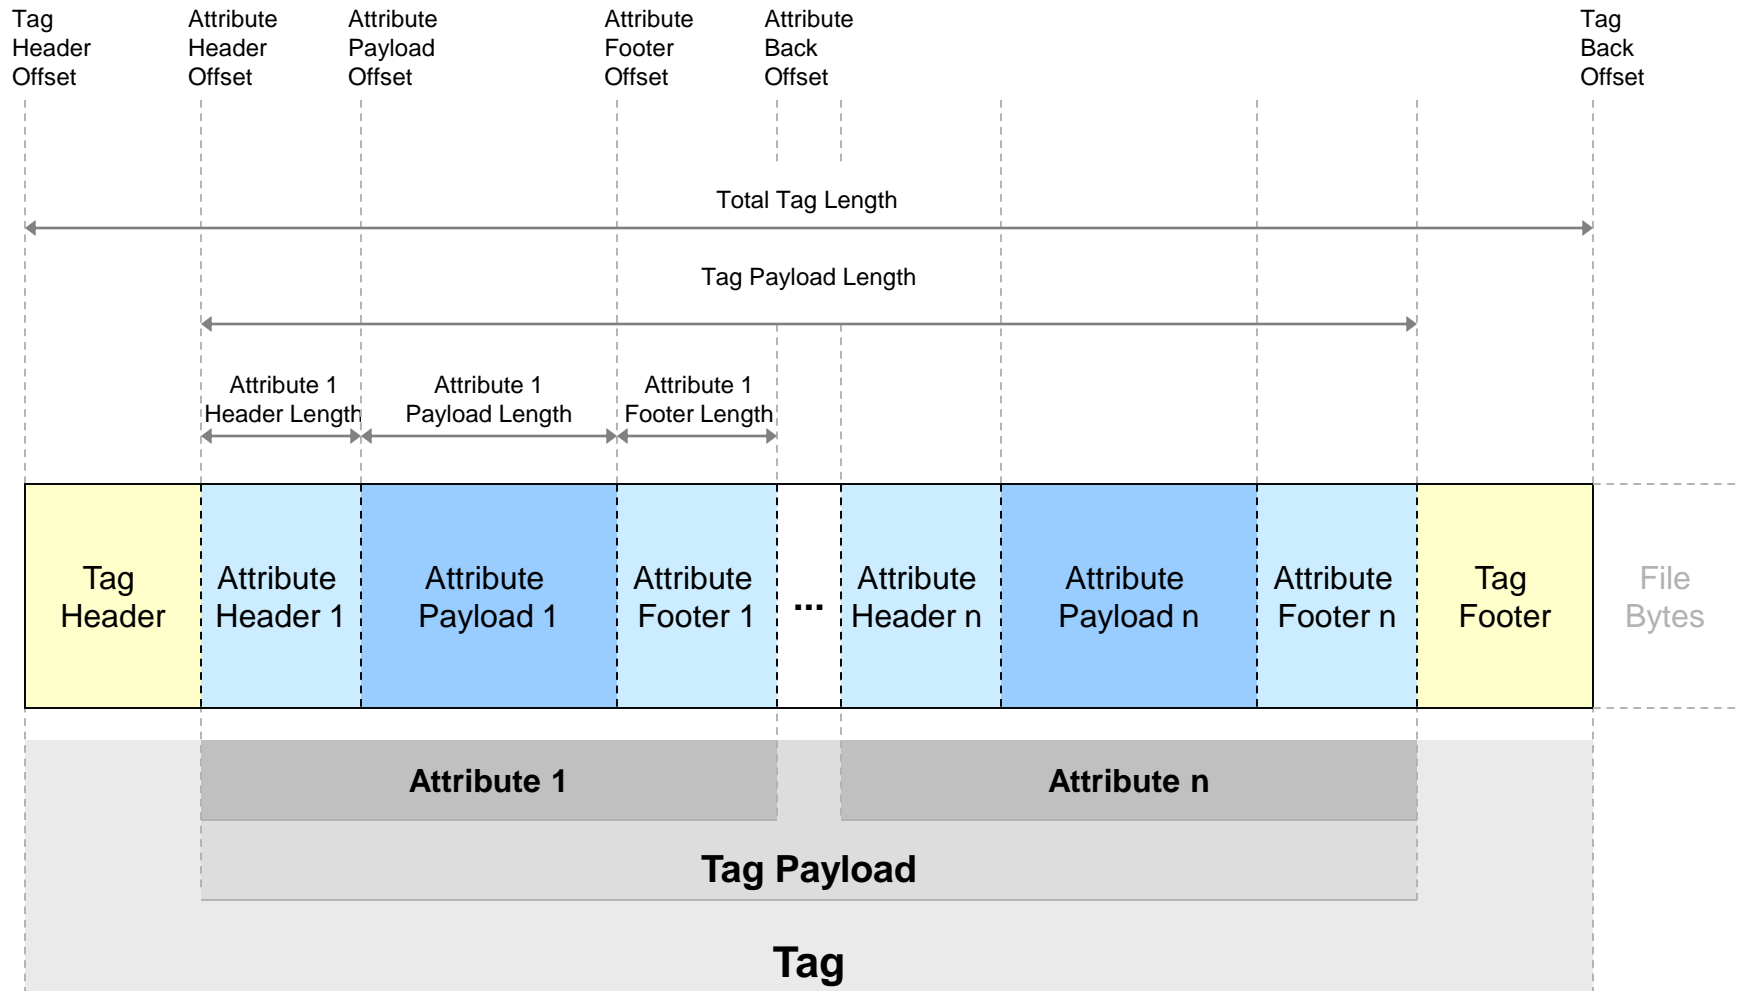 Tag
Header
Offset
Attribute
Header
Offset
Attribute
Payload
Offset
Attribute
Footer
Offset
Attribute
Back
Offset
Tag
Back
Offset
Total Tag Length
Tag Payload Length
Attribute 1
Header Length
Attribute 1
Payload Length
Attribute 1
Footer Length
Tag
Header
Attribute
Header 1
Attribute
Payload 1
Attribute
Footer 1
...
Attribute
Header n
Attribute
Payload n
Attribute
Footer n
Tag
Footer
File
Bytes
Attribute 1
Attribute n
Tag Payload
Tag